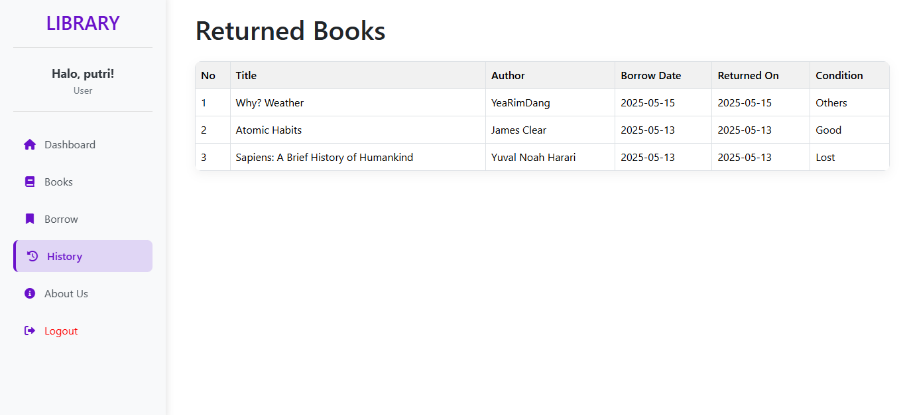 LIBRARY
Halo, putri!
User
Dashboard
Books
Borrow
History
About Us
Logout
Returned Books
No Title Author Borrow Date Returned On Condition
1 Why? Weather YeaRimDang 2025-05-15 2025-05-15 Others
2 Atomic Habits James Clear 2025-05-13 2025-05-13 Good
3 Sapiens: A Brief History of Humankind Yuval Noah Harari 2025-05-13 2025-05-13 Lost